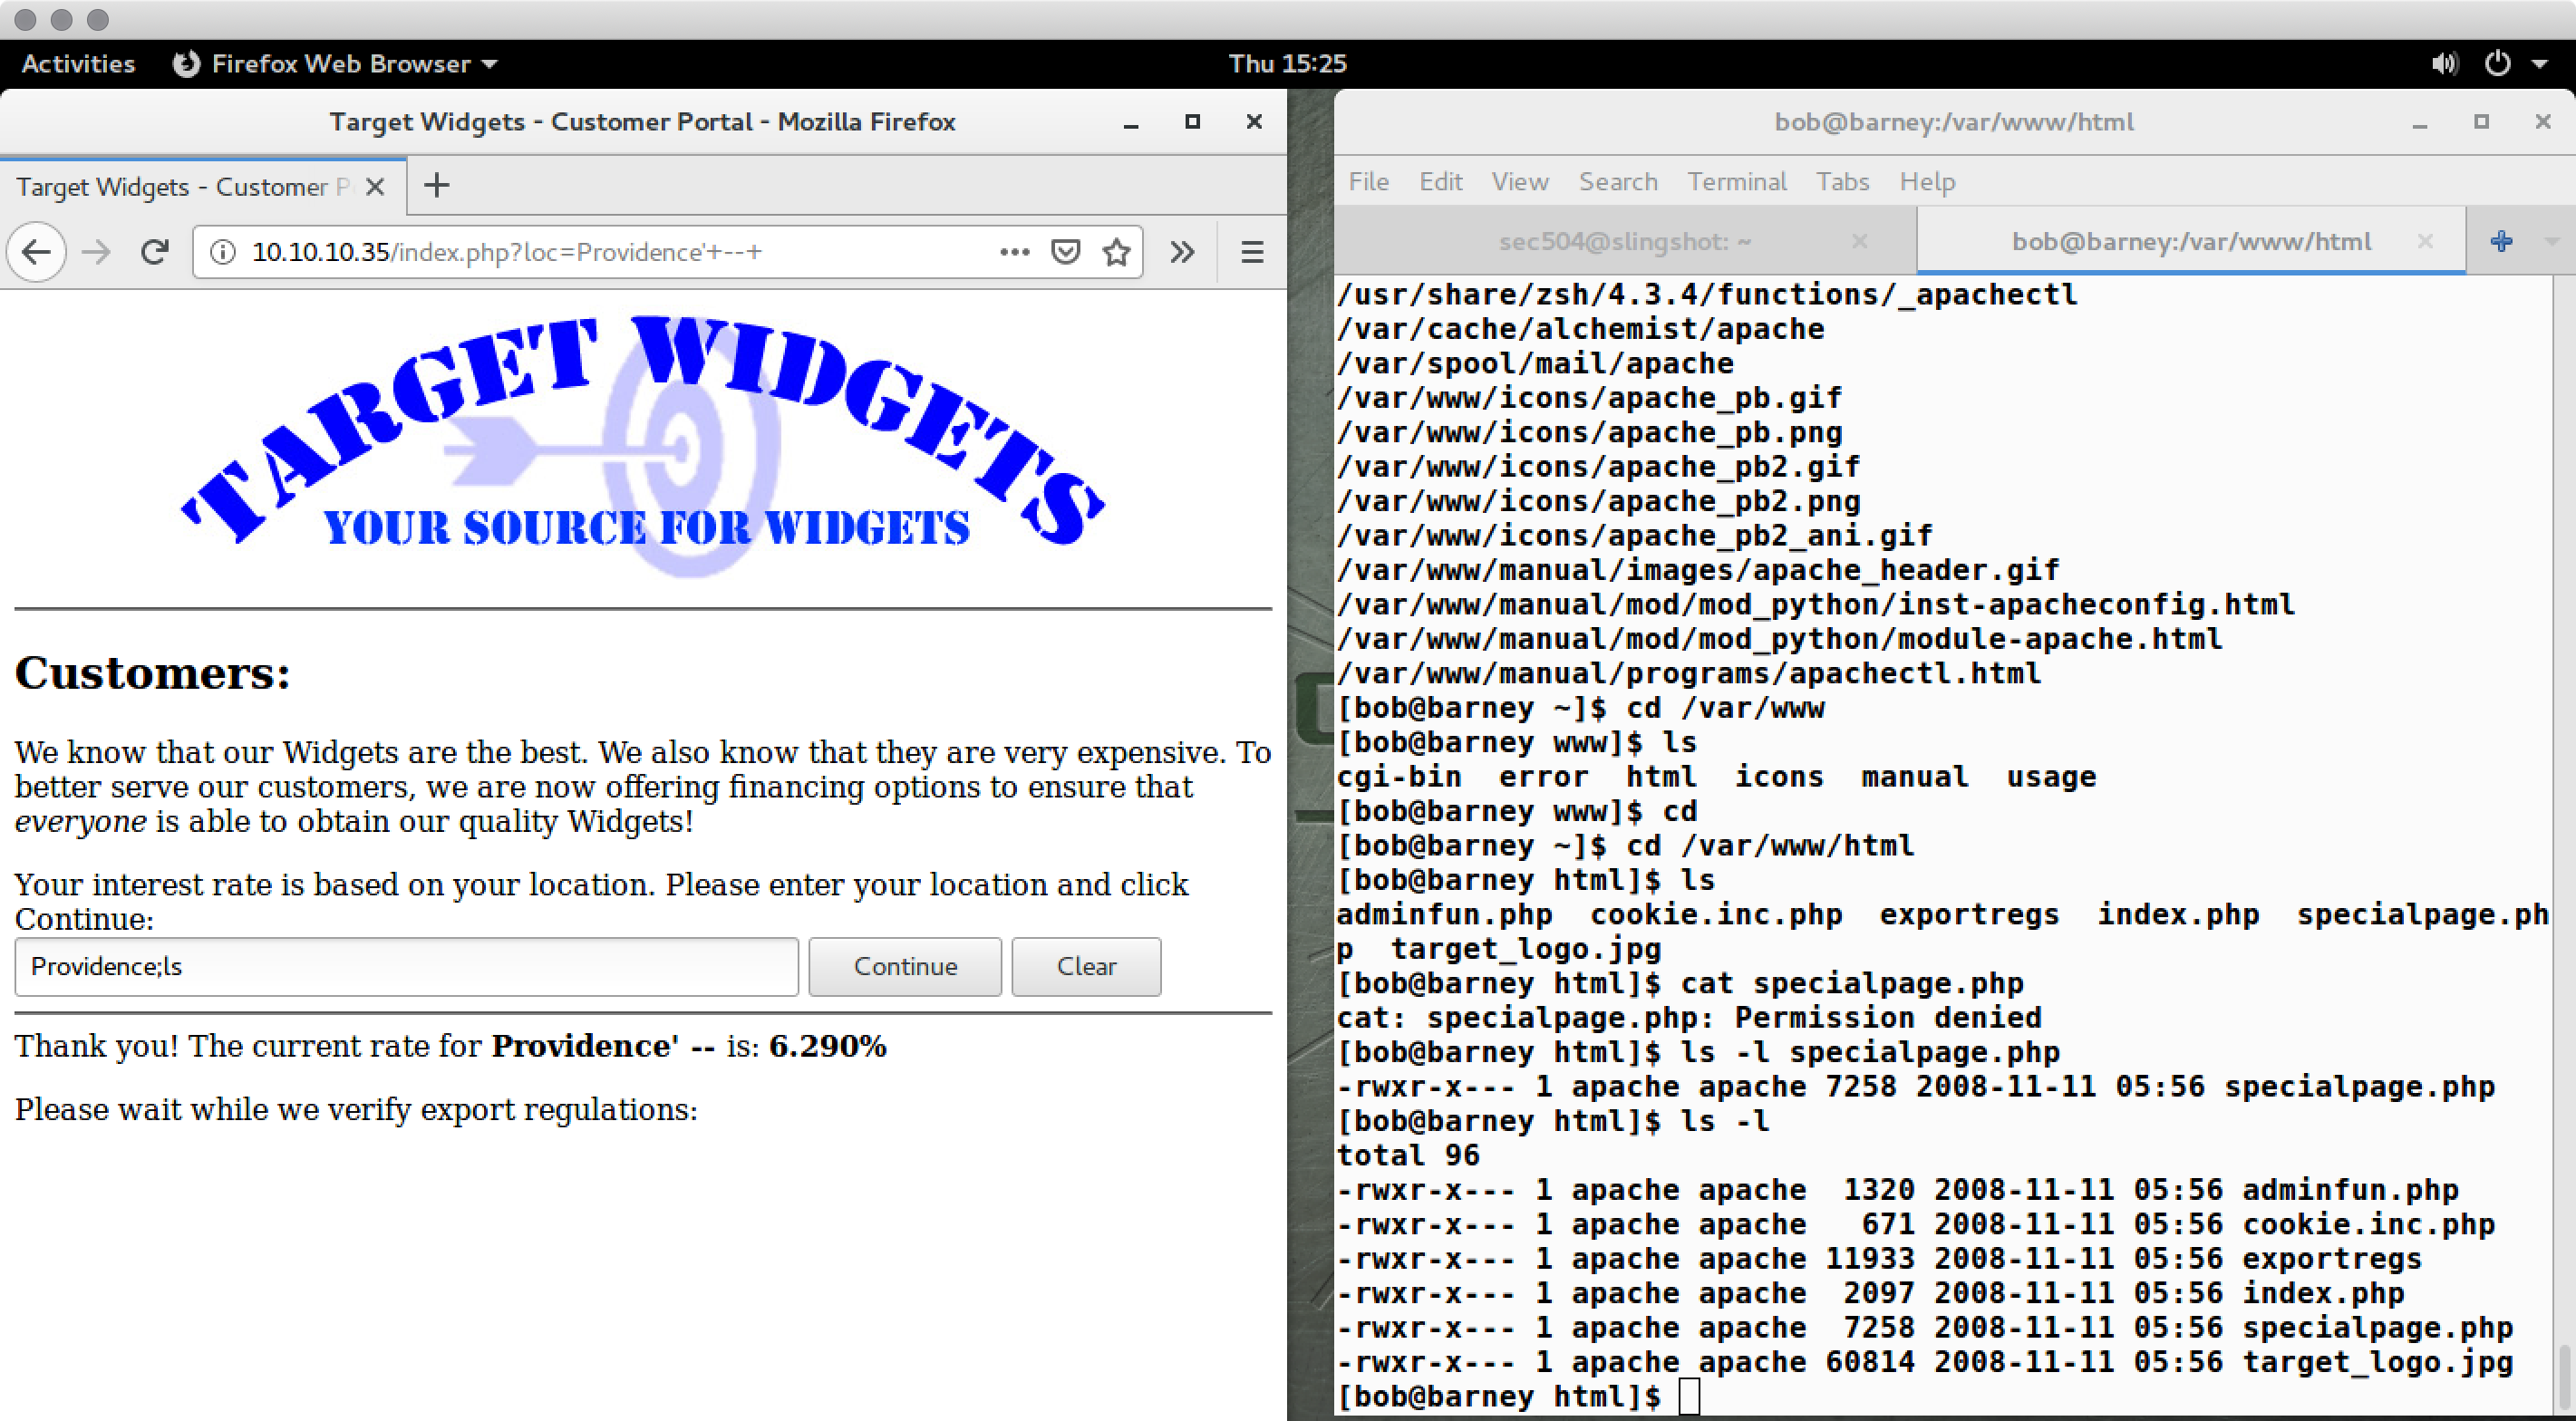 Activities Firefox Web Browser Thu 15:25
Target Widgets - Customer Portal - Mozilla Firefox
Target Widgets - Customer P
10.10.10.35/index.php?loc=Providence'+--+
TARGET WIDGETS
YOUR SOURCE FOR WIDGETS
Customers:
We know that our Widgets are the best. We also know that they are very expensive. To
better serve our customers, we are now offering financing options to ensure that
everyone is able to obtain our quality Widgets!
Your interest rate is based on your location. Please enter your location and click
Continue:
Providence;ls Continue Clear
Thank you! The current rate for Providence' -- is: 6.290%
Please wait while we verify export regulations:
bob@barney:/var/www/html
File Edit View Search Terminal Tabs Help
sec504@slingshot: ~ bob@barney:/var/www/html
/usr/share/zsh/4.3.4/functions/_apachectl
/var/cache/alchemist/apache
/var/spool/mail/apache
/var/www/icons/apache_pb.gif
/var/www/icons/apache_pb.png
/var/www/icons/apache_pb2.gif
/var/www/icons/apache_pb2.png
/var/www/icons/apache_pb2_ani.gif
/var/www/manual/images/apache_header.gif
/var/www/manual/mod/mod_python/inst-apacheconfig.html
/var/www/manual/mod/mod_python/module-apache.html
/var/www/manual/programs/apachectl.html
[bob@barney ~]$ cd /var/www
[bob@barney www]$ ls
cgi-bin  error  html  icons  manual  usage
[bob@barney www]$ cd
[bob@barney ~]$ cd /var/www/html
[bob@barney html]$ ls
adminfun.php  cookie.inc.php  exportregs  index.php  specialpage.ph
p  target_logo.jpg
[bob@barney html]$ cat specialpage.php
cat: specialpage.php: Permission denied
[bob@barney html]$ ls -l specialpage.php
-rwxr-x--- 1 apache apache 7258 2008-11-11 05:56 specialpage.php
[bob@barney html]$ ls -l
total 96
-rwxr-x--- 1 apache apache  1320 2008-11-11 05:56 adminfun.php
-rwxr-x--- 1 apache apache   671 2008-11-11 05:56 cookie.inc.php
-rwxr-x--- 1 apache apache 11933 2008-11-11 05:56 exportregs
-rwxr-x--- 1 apache apache  2097 2008-11-11 05:56 index.php
-rwxr-x--- 1 apache apache  7258 2008-11-11 05:56 specialpage.php
-rwxr-x--- 1 apache apache 60814 2008-11-11 05:56 target_logo.jpg
[bob@barney html]$